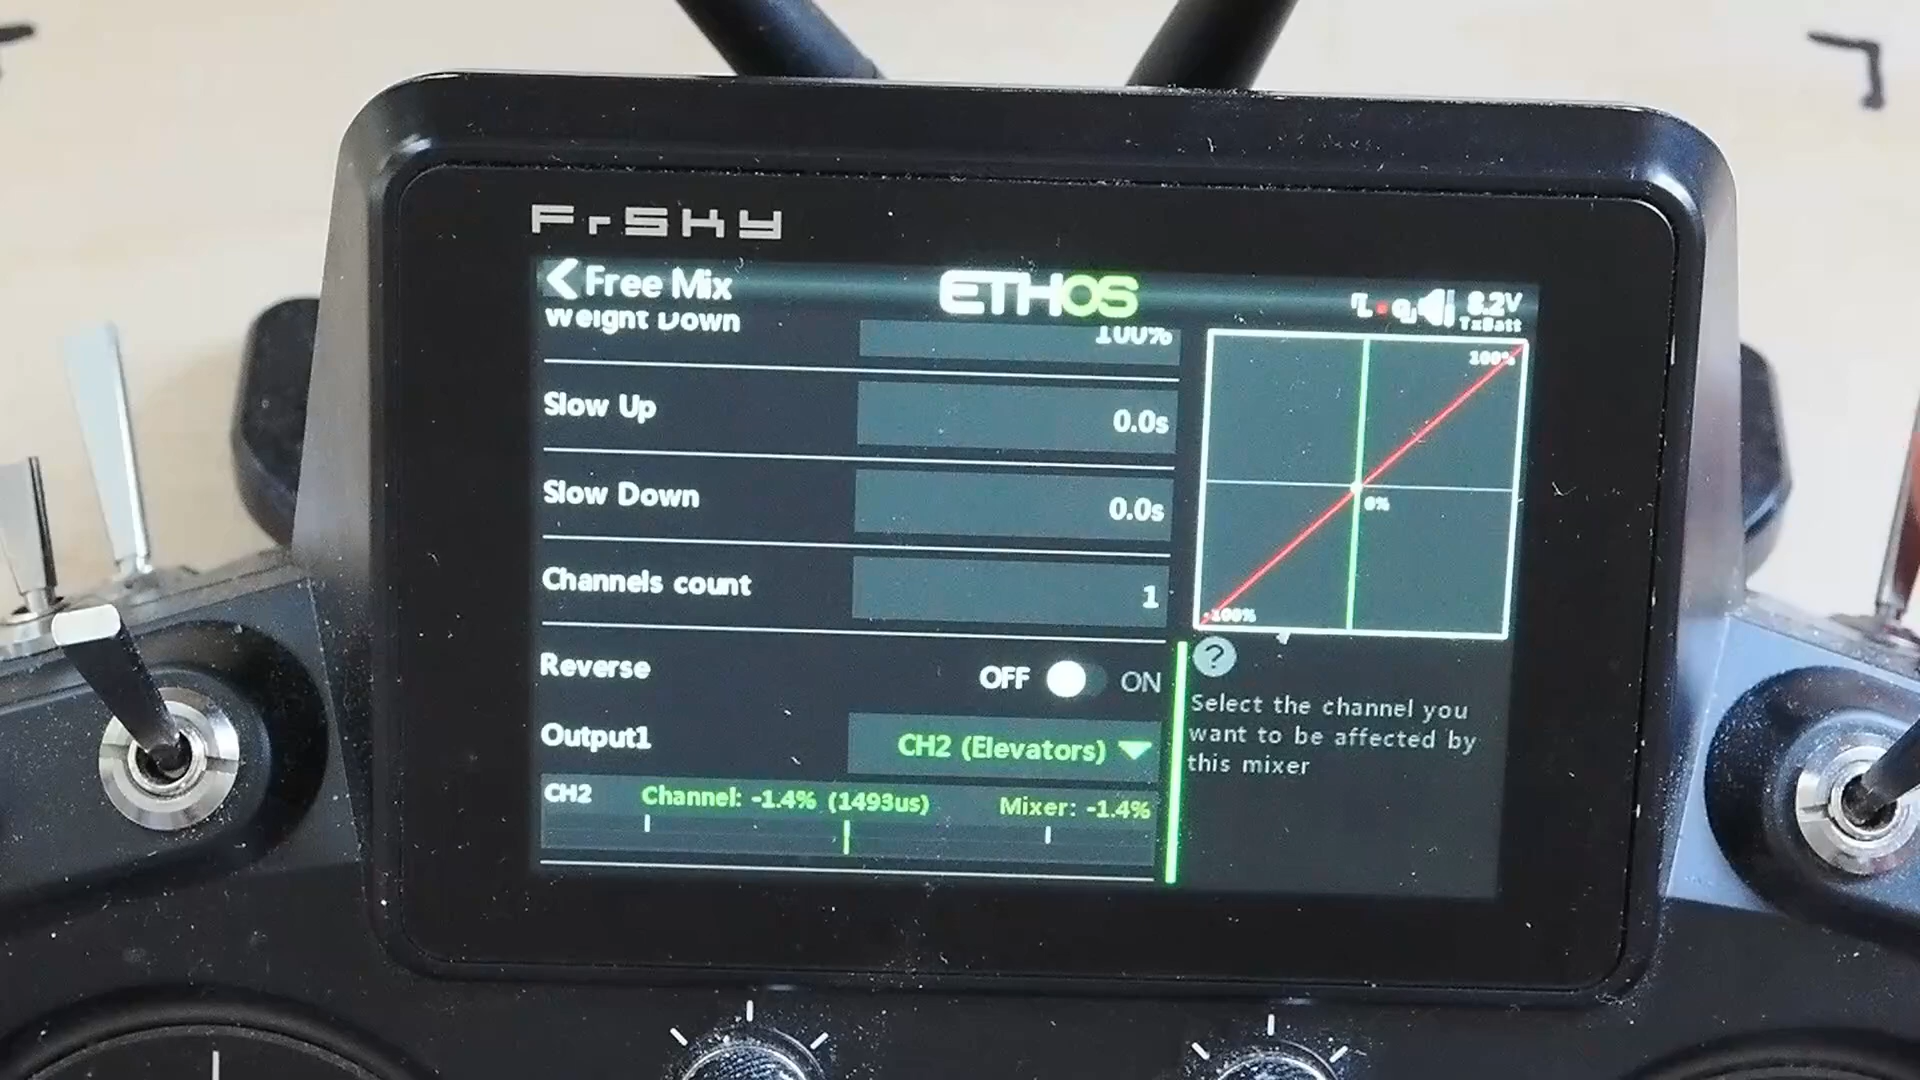 FrSky
Free Mix
ETHOS
8.2V
TxBatt
Weight Down
100%
Slow Up
0.0s
Slow Down
0.0s
Channels count
1
Reverse
OFF ON
Output1
CH2 (Elevators)
CH2 Channel: -1.4% (1493us) Mixer: -1.4%
100%
0%
-100%
?
Select the channel you
want to be affected by
this mixer